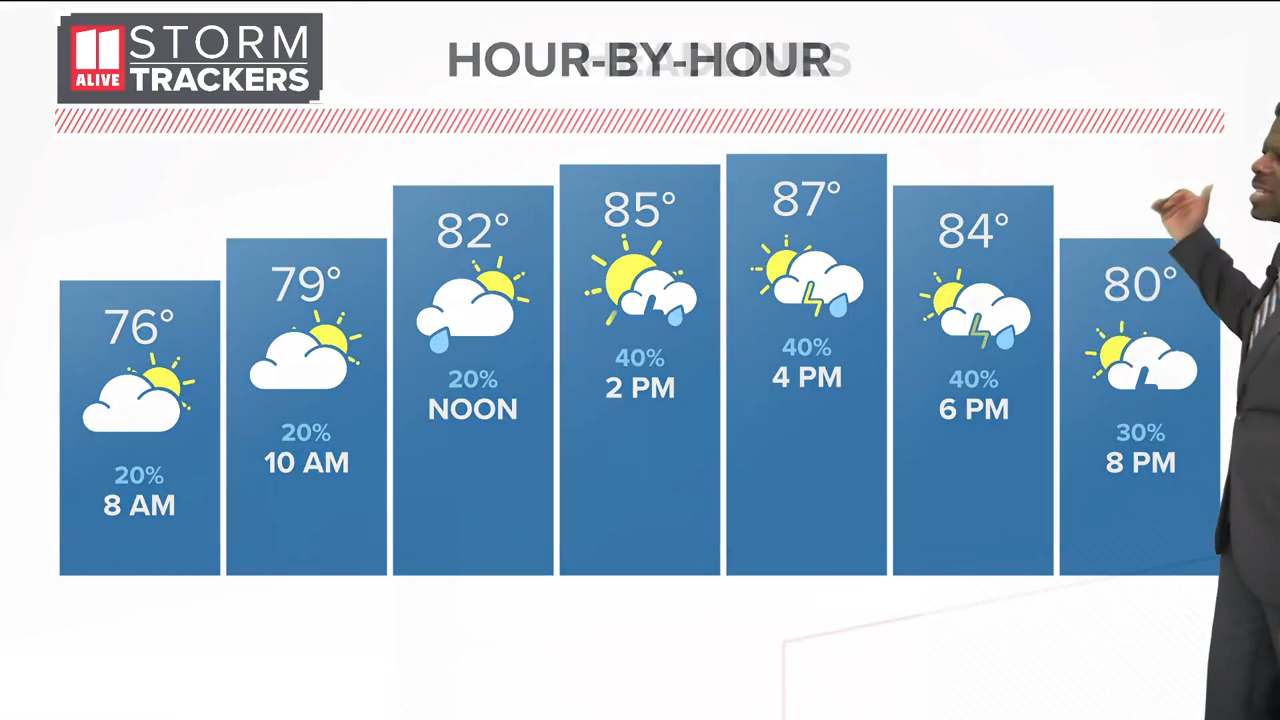 11
ALIVE
STORM
TRACKERS
HOUR-BY-HOUR
HEADLINES
76°
20%
8 AM
79°
20%
10 AM
82°
20%
NOON
85°
40%
2 PM
87°
40%
4 PM
84°
40%
6 PM
80°
30%
8 PM